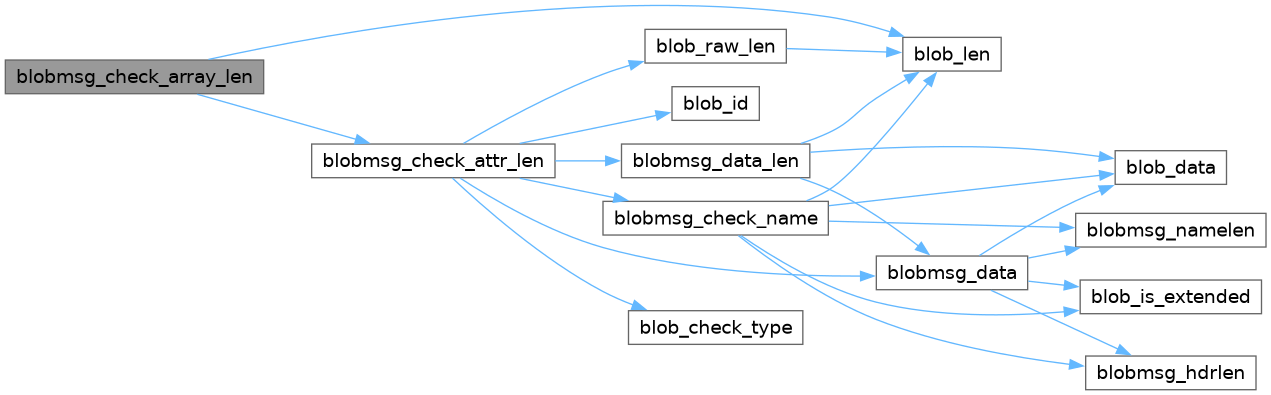 blobmsg_check_array_len
blobmsg_check_attr_len
blob_raw_len
blob_id
blobmsg_data_len
blobmsg_check_name
blob_check_type
blob_len
blobmsg_data
blob_data
blobmsg_namelen
blob_is_extended
blobmsg_hdrlen